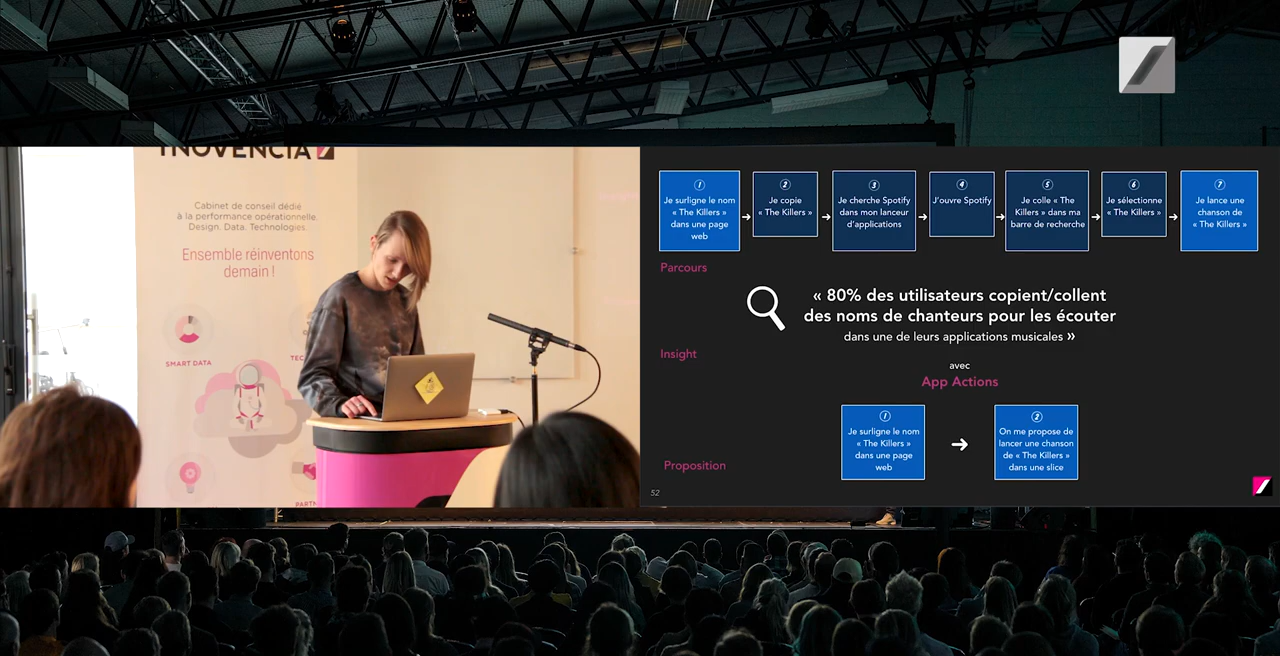 INOVENCIA
Cabinet de conseil dédié
à la performance opérationnelle.
Design. Data. Technologies.
Ensemble réinventons
demain !
SMART DATA
1
Je surligne le nom
« The Killers »
dans une page
web
2
Je copie
« The Killers »
3
Je cherche Spotify
dans mon lanceur
d'applications
4
J'ouvre Spotify
5
Je colle « The
Killers » dans ma
barre de recherche
6
Je sélectionne
« The Killers »
7
Je lance une
chanson de
« The Killers »
Parcours
« 80% des utilisateurs copient/collent
des noms de chanteurs pour les écouter
dans une de leurs applications musicales »
Insight
avec
App Actions
1
Je surligne le nom
« The Killers »
dans une page
web
2
On me propose de
lancer une chanson
de « The Killers »
dans une slice
Proposition
52